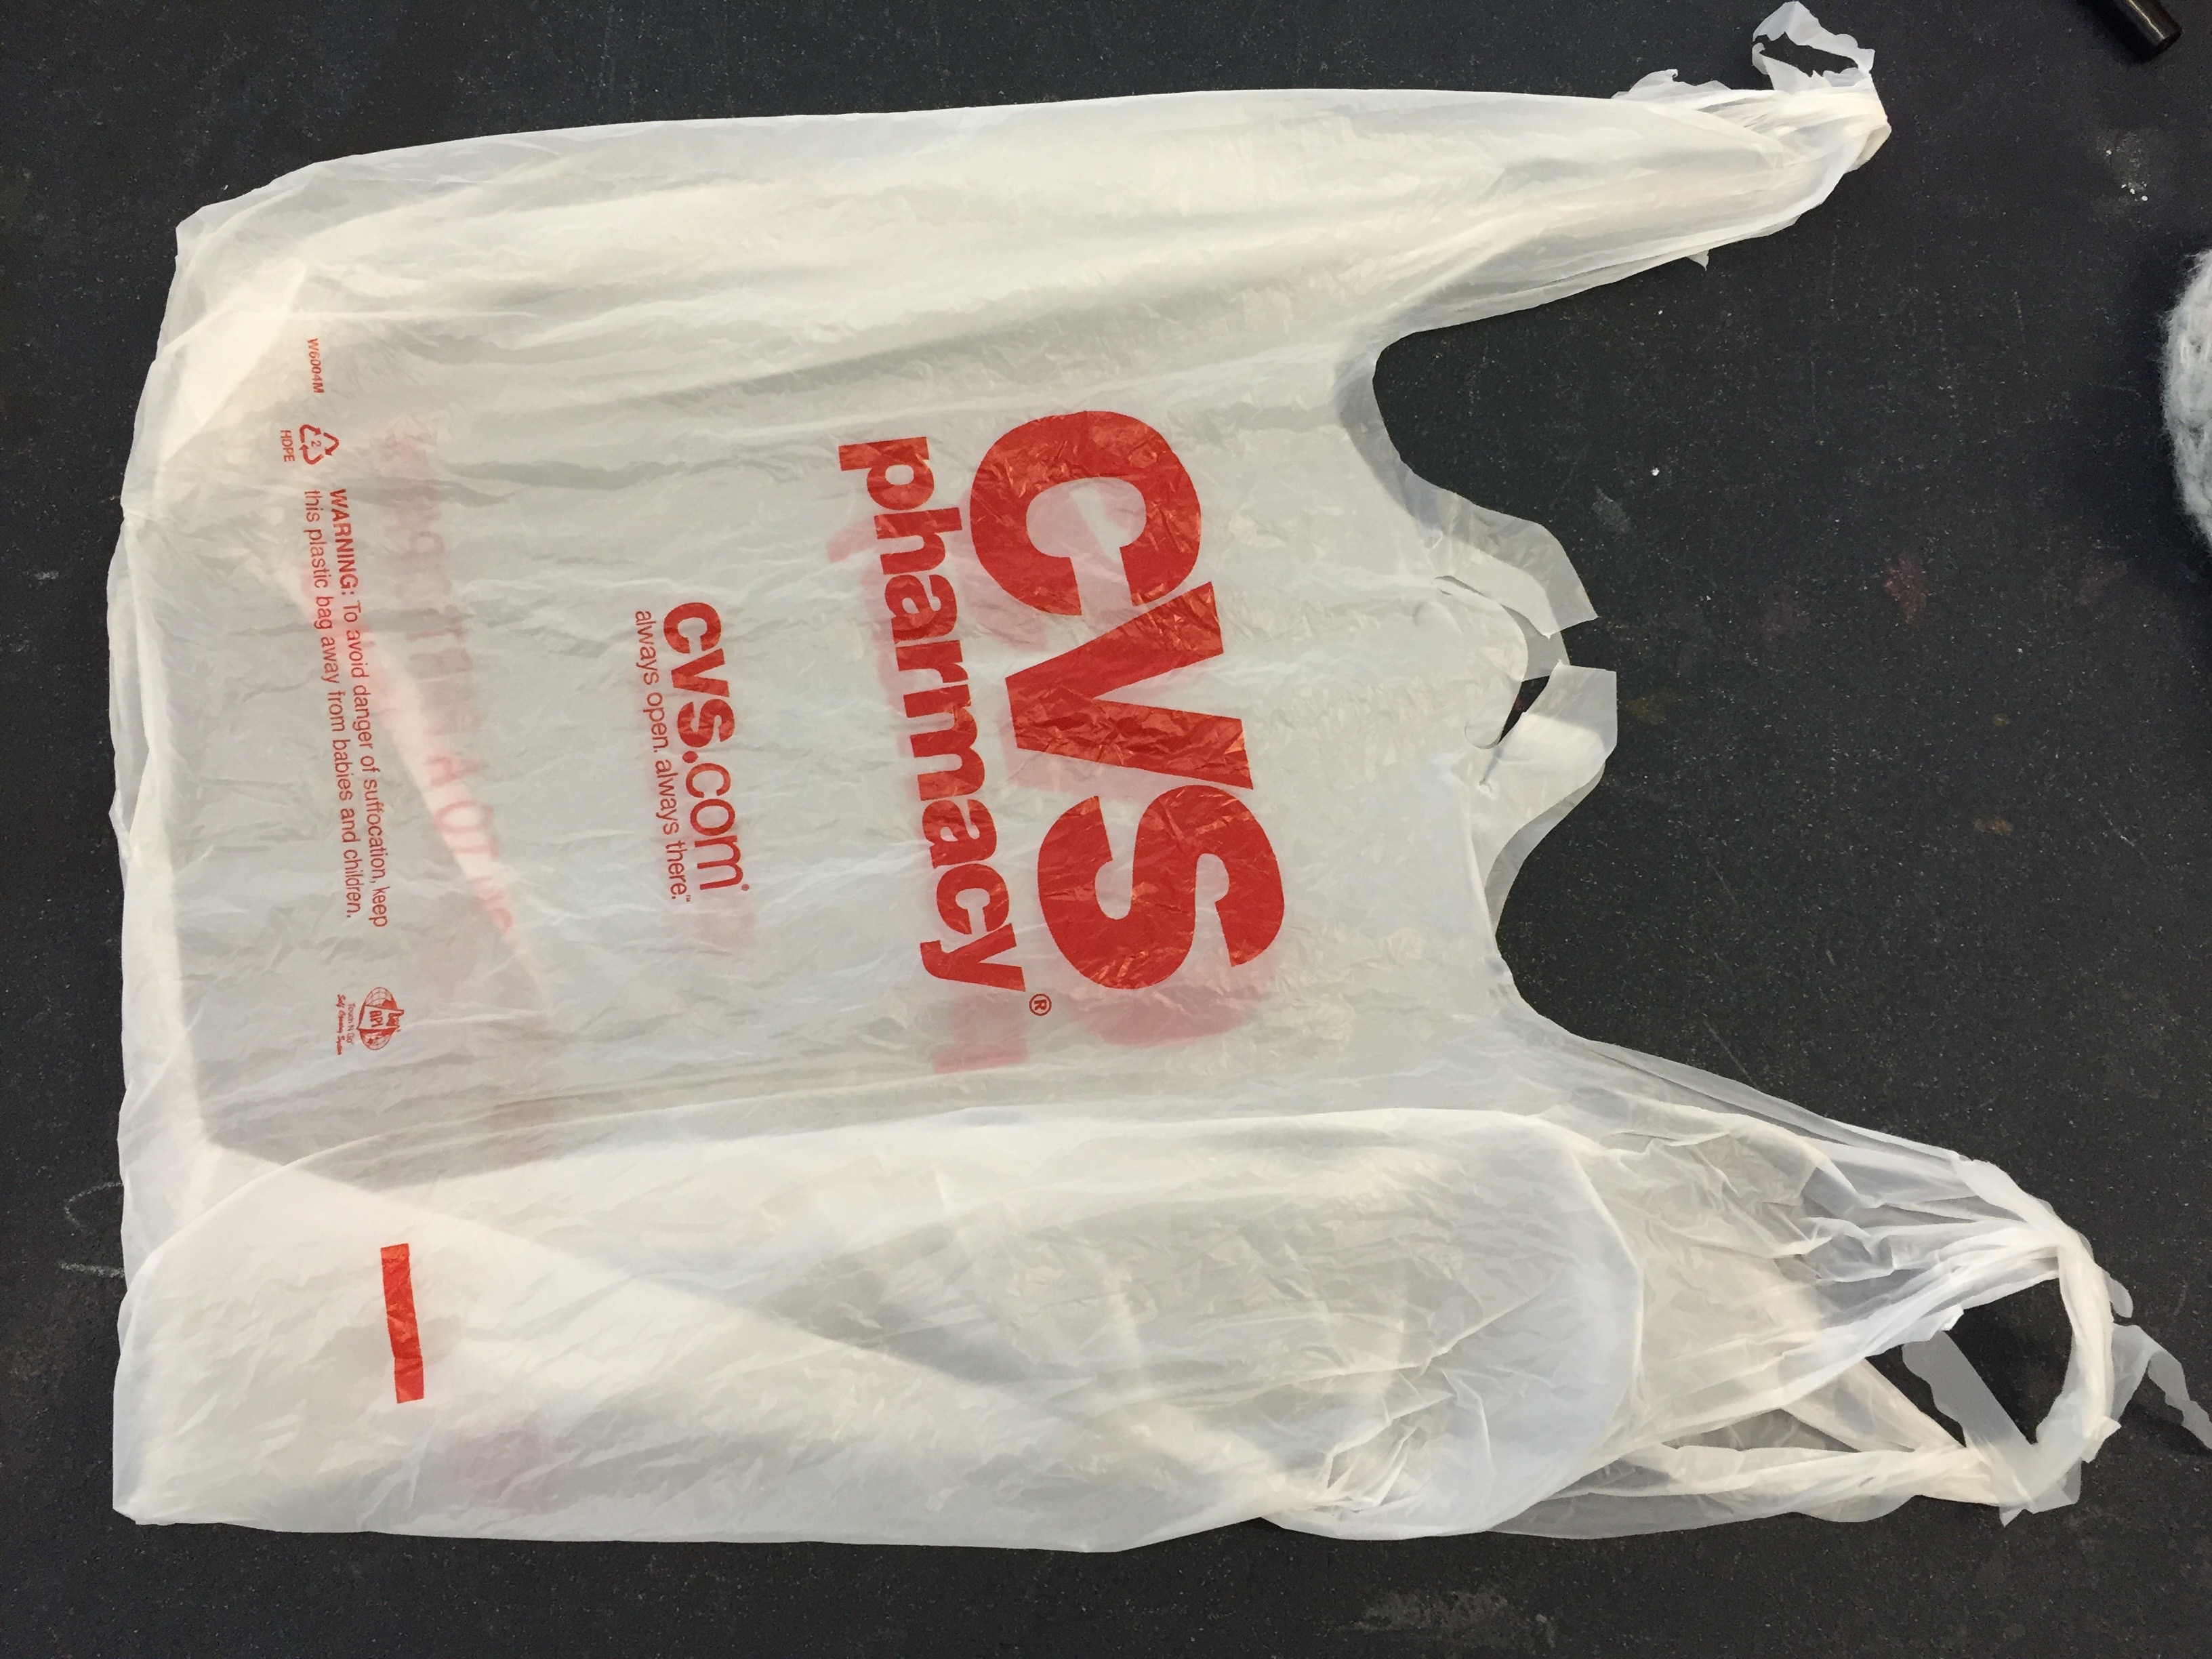 CVS
pharmacy®
cvs.com®
always open. always there.™
W6004M
2
HDPE
WARNING: To avoid danger of suffocation, keep
this plastic bag away from babies and children.